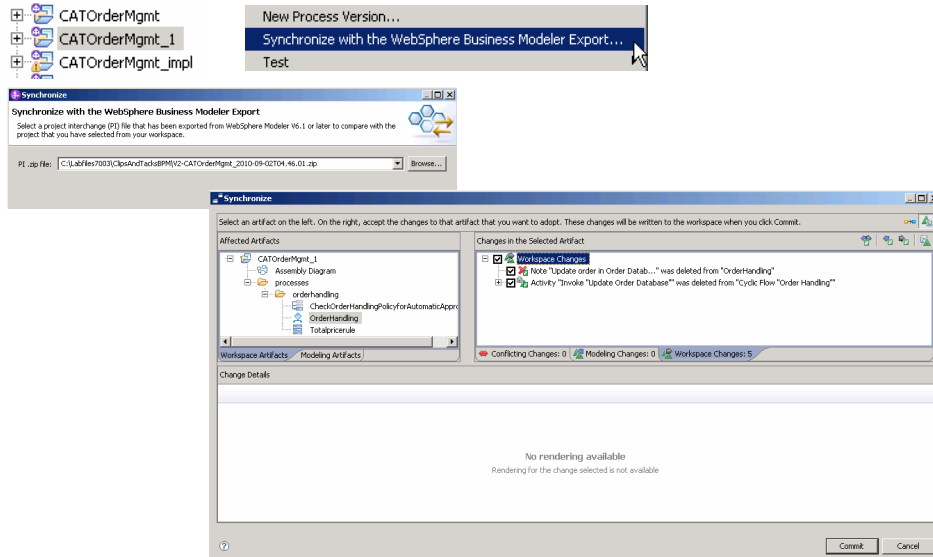 CATOrderMgmt
CATOrderMgmt_1
CATOrderMgmt_impl
New Process Version...
Synchronize with the WebSphere Business Modeler Export...
Test
Synchronize
Synchronize with the WebSphere Business Modeler Export
Select a project interchange (PI) file that has been exported from WebSphere Modeler V6.1 or later to compare with the
project that you have selected from your workspace.
PI .zip file: C:\Labfiles7003\ClipsAndTacksBPM\V2-CATOrderMgmt_2010-09-02T04.46.01.zip Browse...
Synchronize
Select an artifact on the left. On the right, accept the changes to that artifact that you want to adopt. These changes will be written to the workspace when you click Commit.
Affected Artifacts
CATOrderMgmt_1
Assembly Diagram
processes
orderhandling
CheckOrderHandlingPolicyforAutomaticAppro
OrderHandling
Totalpricerule
Workspace Artifacts Modeling Artifacts
Changes in the Selected Artifact
Workspace Changes
Note "Update order in Order Datab..." was deleted from "OrderHandling"
Activity "Invoke "Update Order Database"" was deleted from "Cyclic Flow "Order Handling""
Conflicting Changes: 0 Modeling Changes: 0 Workspace Changes: 5
Change Details
No rendering available
Rendering for the change selected is not available
Commit Cancel